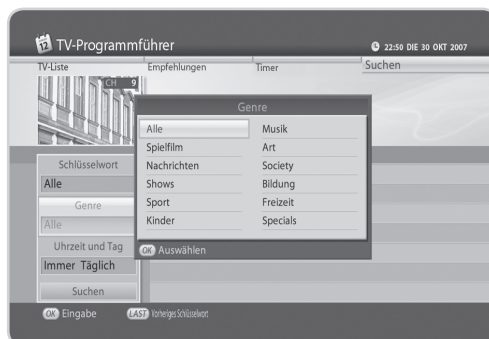 12 TV-Programmführer 22:50 DIE 30 OKT 2007
TV-Liste Empfehlungen Timer Suchen
CH 9
Genre
Alle Musik
Spielfilm Art
Nachrichten Society
Shows Bildung
Sport Freizeit
Kinder Specials
OK Auswählen
Schlüsselwort
Alle
Genre
Alle
Uhrzeit und Tag
Immer Täglich
Suchen
OK Eingabe LAST Vorheriges Schlüsselwort